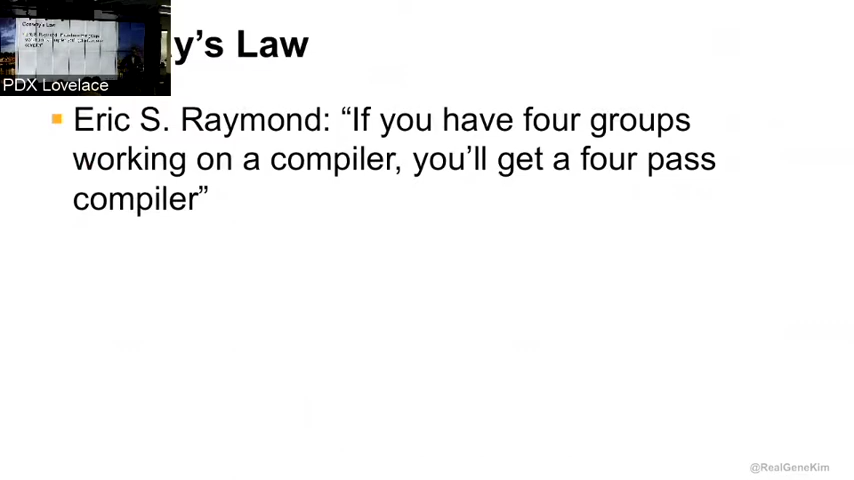 y’s Law
PDX Lovelace
Eric S. Raymond: “If you have four groups
working on a compiler, you’ll get a four pass
compiler”
@RealGeneKim